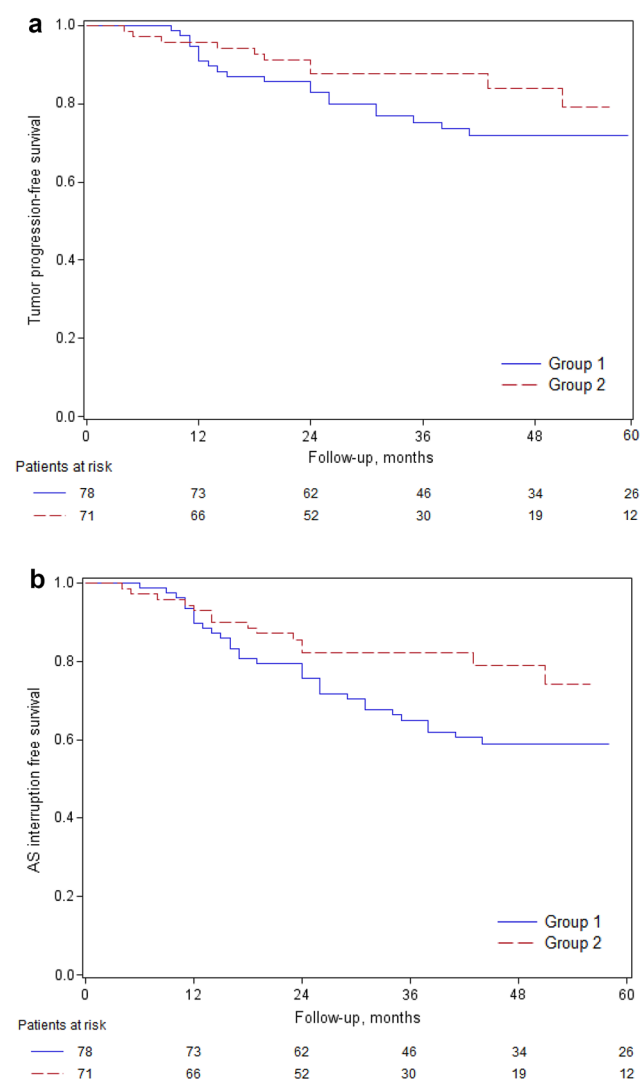 a
1.0
0.8
0.6
0.4
0.2
0.0
Tumor progression-free survival
Group 1
Group 2
0 12 24 36 48 60
Follow-up, months
Patients at risk
78 73 62 46 34 26
71 66 52 30 19 12
b
1.0
0.8
0.6
0.4
0.2
0.0
AS interruption free survival
Group 1
Group 2
0 12 24 36 48 60
Follow-up, months
Patients at risk
78 73 62 46 34 26
71 66 52 30 19 12